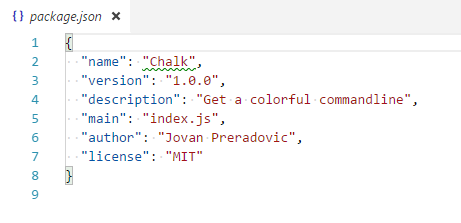 {} package.json ×
1 {
2 "name": "Chalk",
3 "version": "1.0.0",
4 "description": "Get a colorful commandline",
5 "main": "index.js",
6 "author": "Jovan Preradovic",
7 "license": "MIT"
8 }
9